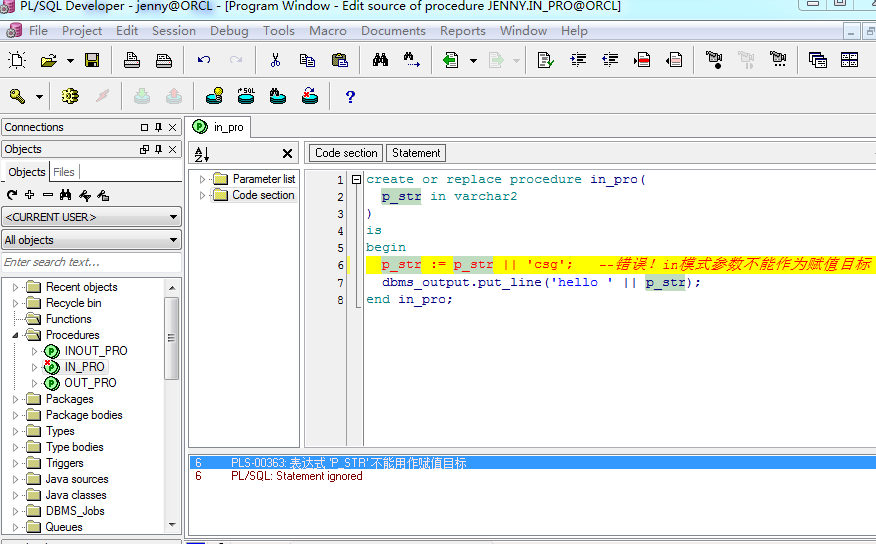 PL/SQL Developer - jenny@ORCL - [Program Window - Edit source of procedure JENNY.IN_PRO@ORCL]
File Project Edit Session Debug Tools Macro Documents Reports Window Help
SQL
?
Connections
Objects
Objects Files
<CURRENT USER>
All objects
Enter search text...
Recent objects
Recycle bin
Functions
Procedures
INOUT_PRO
IN_PRO
OUT_PRO
Packages
Package bodies
Types
Type bodies
Triggers
Java sources
Java classes
DBMS_Jobs
Queues
in_pro
AZ
Parameter list
Code section
Code section Statement
1 create or replace procedure in_pro(
2 p_str in varchar2
3 )
4 is
5 begin
6 p_str := p_str || 'csg'; --错误！in模式参数不能作为赋值目标
7 dbms_output.put_line('hello ' || p_str);
8 end in_pro;
6 PLS-00363: 表达式 'P_STR' 不能用作赋值目标
6 PL/SQL: Statement ignored